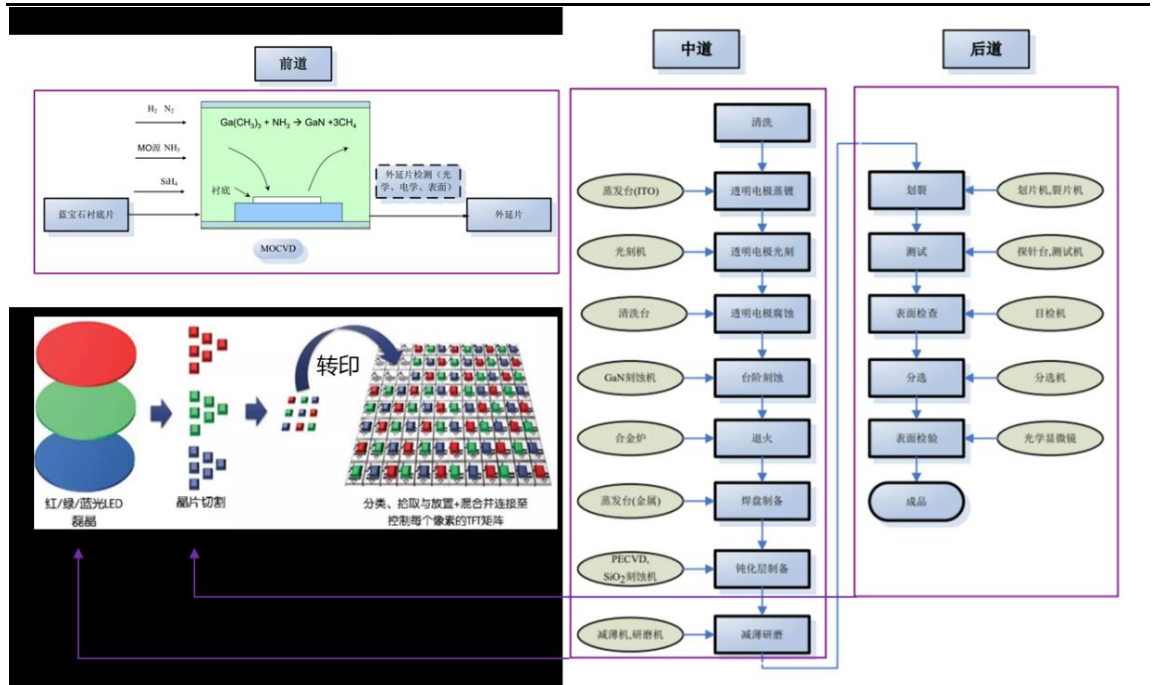 前道
H₂ N₂
MO源 NH₃
SiH₄
蓝宝石衬底片
Ga(CH₃)₃ + NH₃ → GaN +3CH₄
衬底
MOCVD
外延片检测（光
学、电学、表面）
外延片
转印
红/绿/蓝光LED
磊晶
晶片切割
分类、拾取与放置+混合并连接至
控制每个像素的TFT矩阵
中道
清洗
蒸发台(ITO)
透明电极蒸镀
光刻机
透明电极光刻
清洗台
透明电极腐蚀
GaN刻蚀机
台阶刻蚀
合金炉
退火
蒸发台(金属)
焊盘制备
PECVD,
SiO₂刻蚀机
钝化层制备
减薄机,研磨机
减薄研磨
后道
划裂
划片机,裂片机
测试
探针台,测试机
表面检查
目检机
分选
分选机
表面检验
光学显微镜
成品